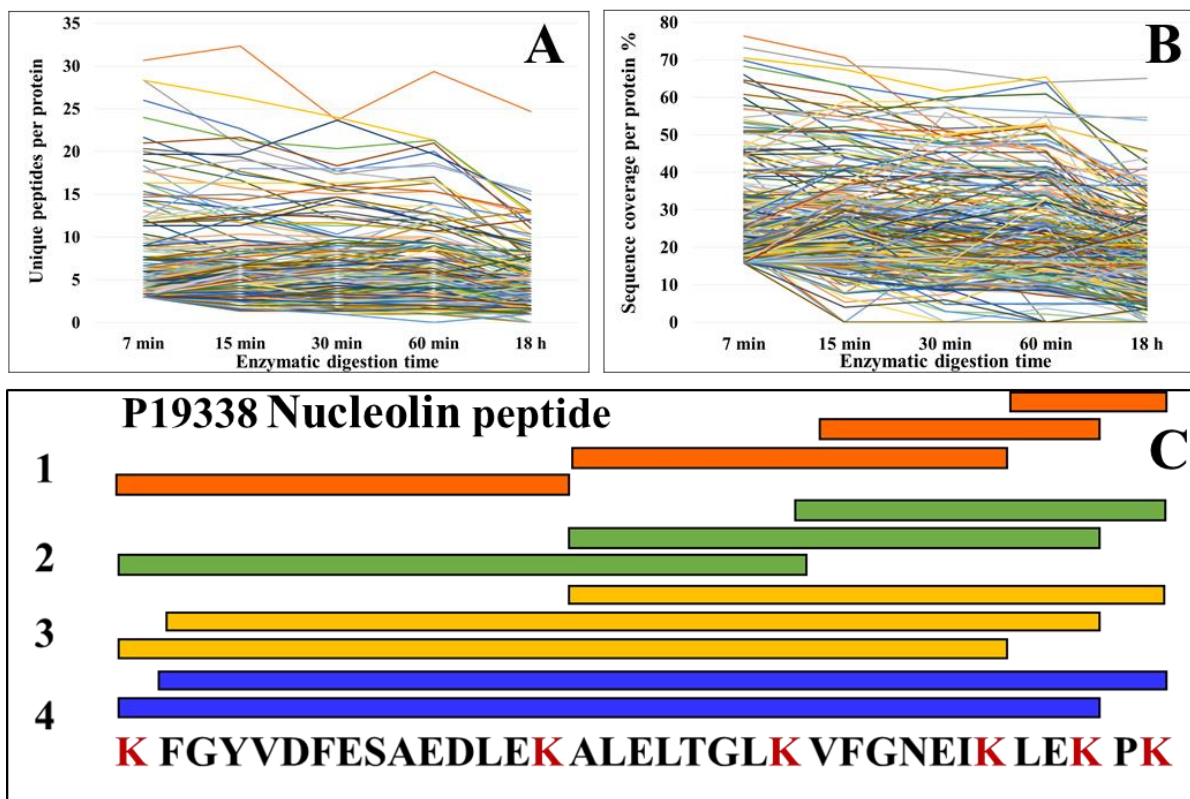 A
Unique peptides per protein
35
30
25
20
15
10
5
0
7 min 15 min 30 min 60 min 18 h
Enzymatic digestion time
B
Sequence coverage per protein %
80
70
60
50
40
30
20
10
0
7 min 15 min 30 min 60 min 18 h
Enzymatic digestion time
P19338 Nucleolin peptide
C
1
2
3
4
K FGYVDFESAEDLEK ALELTGLK VFGNEIK LEK PK